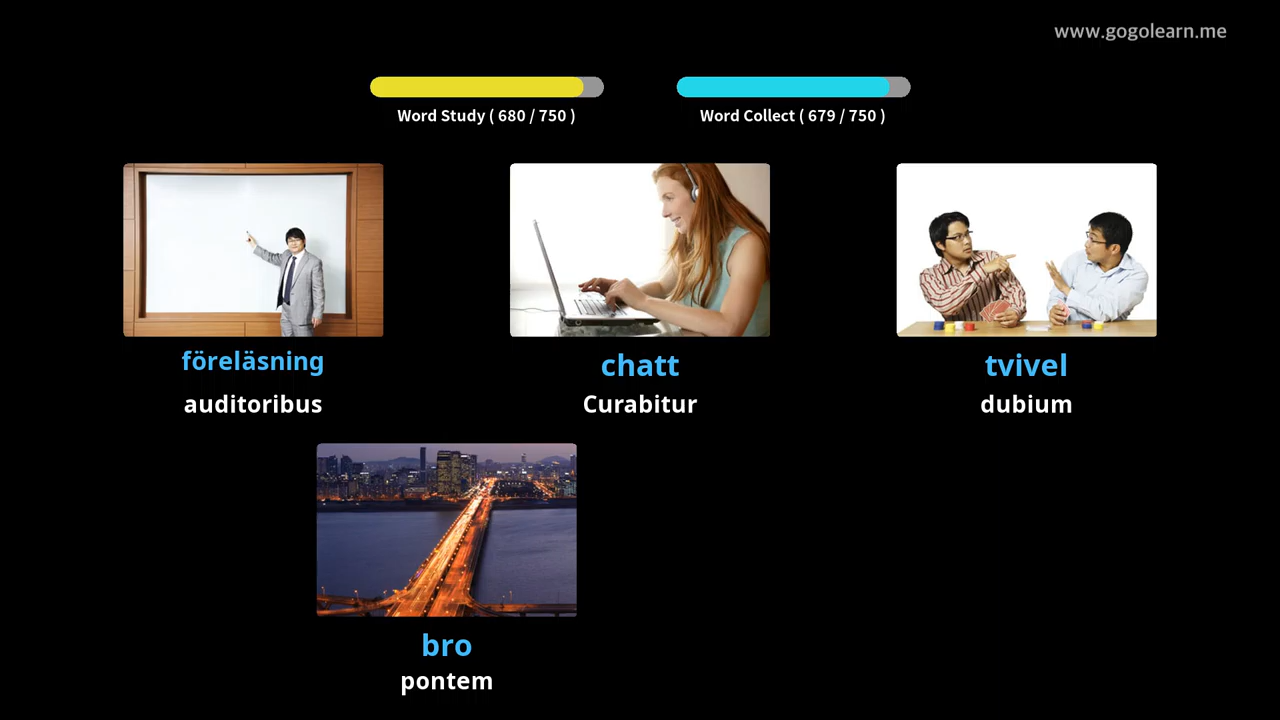 www.gogolearn.me
Word Study ( 680 / 750 )
Word Collect ( 679 / 750 )
föreläsning
auditoribus
chatt
Curabitur
tvivel
dubium
bro
pontem